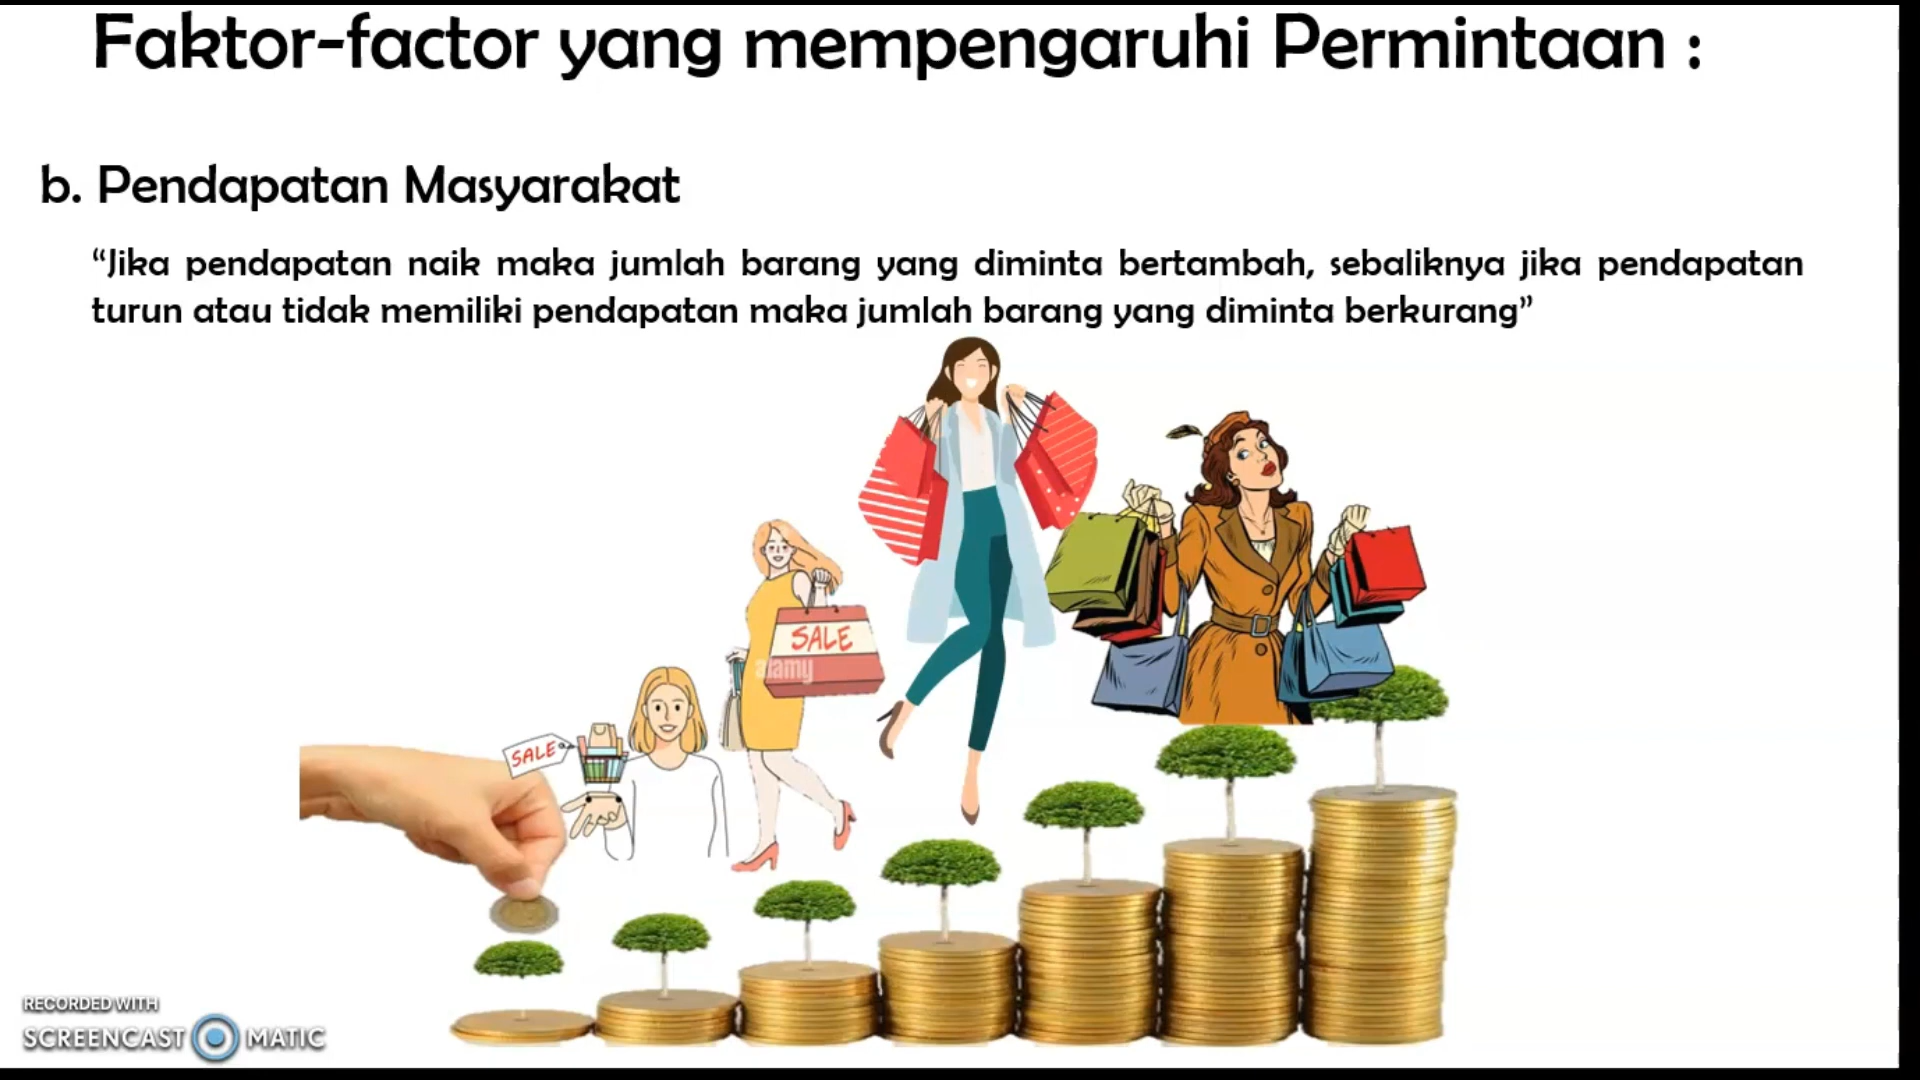 Faktor-factor yang mempengaruhi Permintaan :
b. Pendapatan Masyarakat
“Jika pendapatan naik maka jumlah barang yang diminta bertambah, sebaliknya jika pendapatan
turun atau tidak memiliki pendapatan maka jumlah barang yang diminta berkurang”
SALE
alamy
SALE
RECORDED WITH
SCREENCAST MATIC